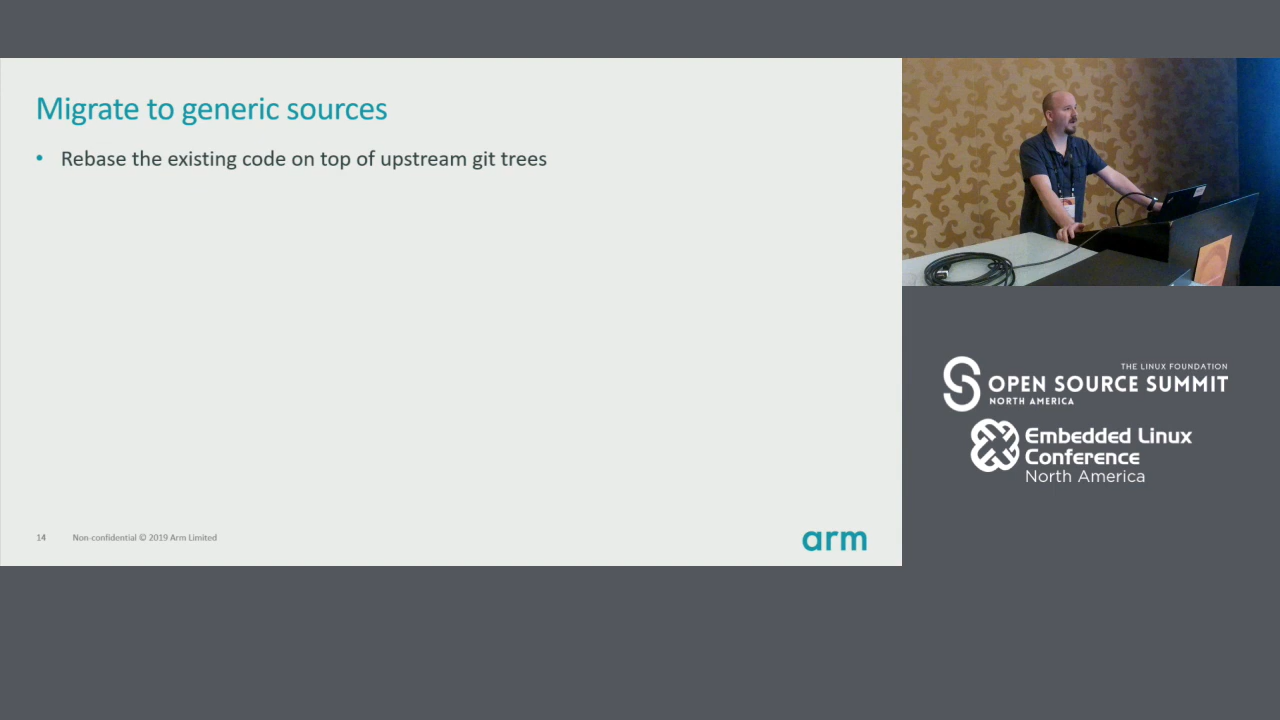 Migrate to generic sources
• Rebase the existing code on top of upstream git trees
14 Non-confidential © 2019 Arm Limited
arm
THE LINUX FOUNDATION
OPEN SOURCE SUMMIT
NORTH AMERICA
Embedded Linux
Conference
North America